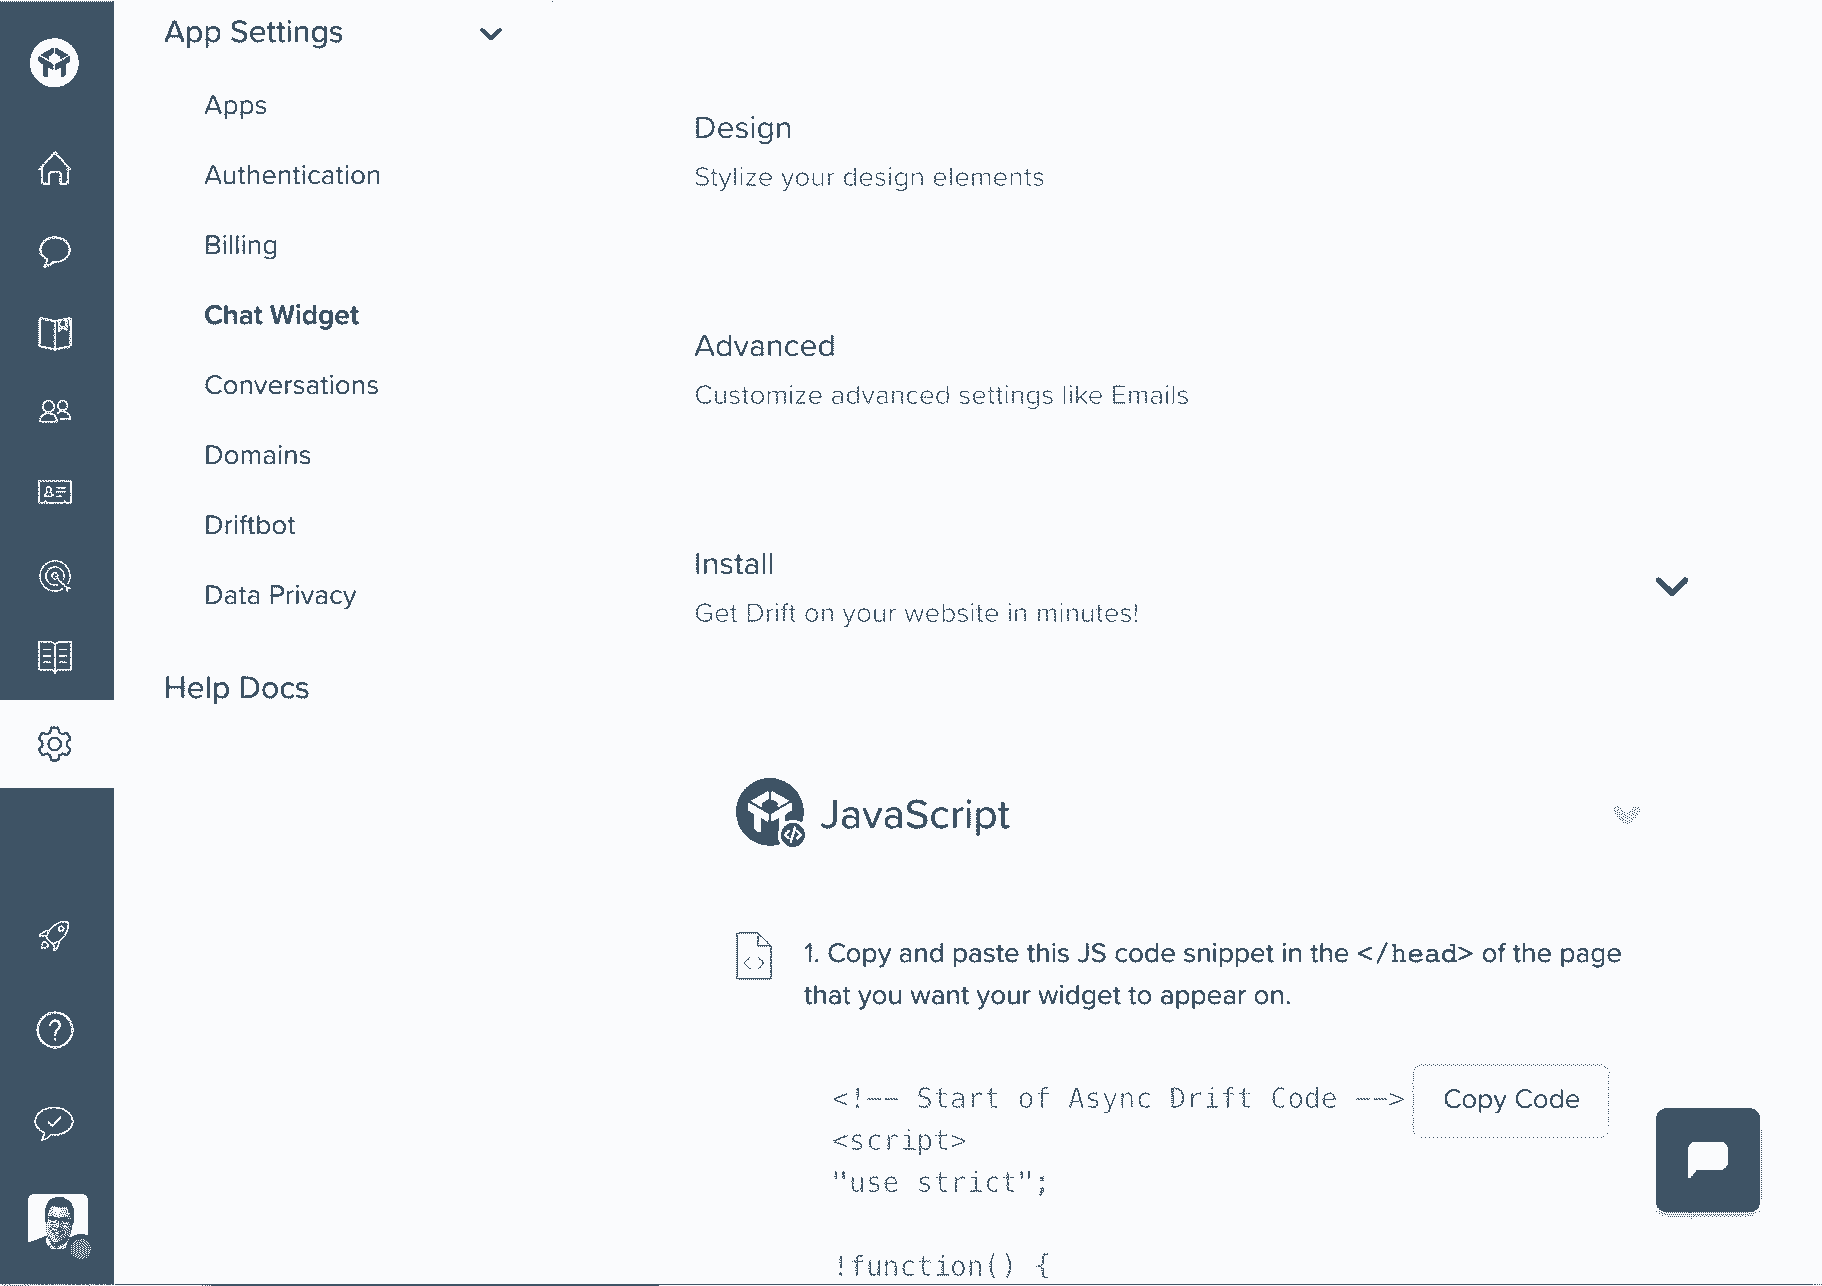 App Settings
Apps
Authentication
Billing
Chat Widget
Conversations
Domains
Driftbot
Data Privacy
Help Docs
Design
Stylize your design elements
Advanced
Customize advanced settings like Emails
Install
Get Drift on your website in minutes!
JavaScript
1. Copy and paste this JS code snippet in the </head> of the page
that you want your widget to appear on.
<!-- Start of Async Drift Code -->
Copy Code
<script>
"use strict";
!function() {